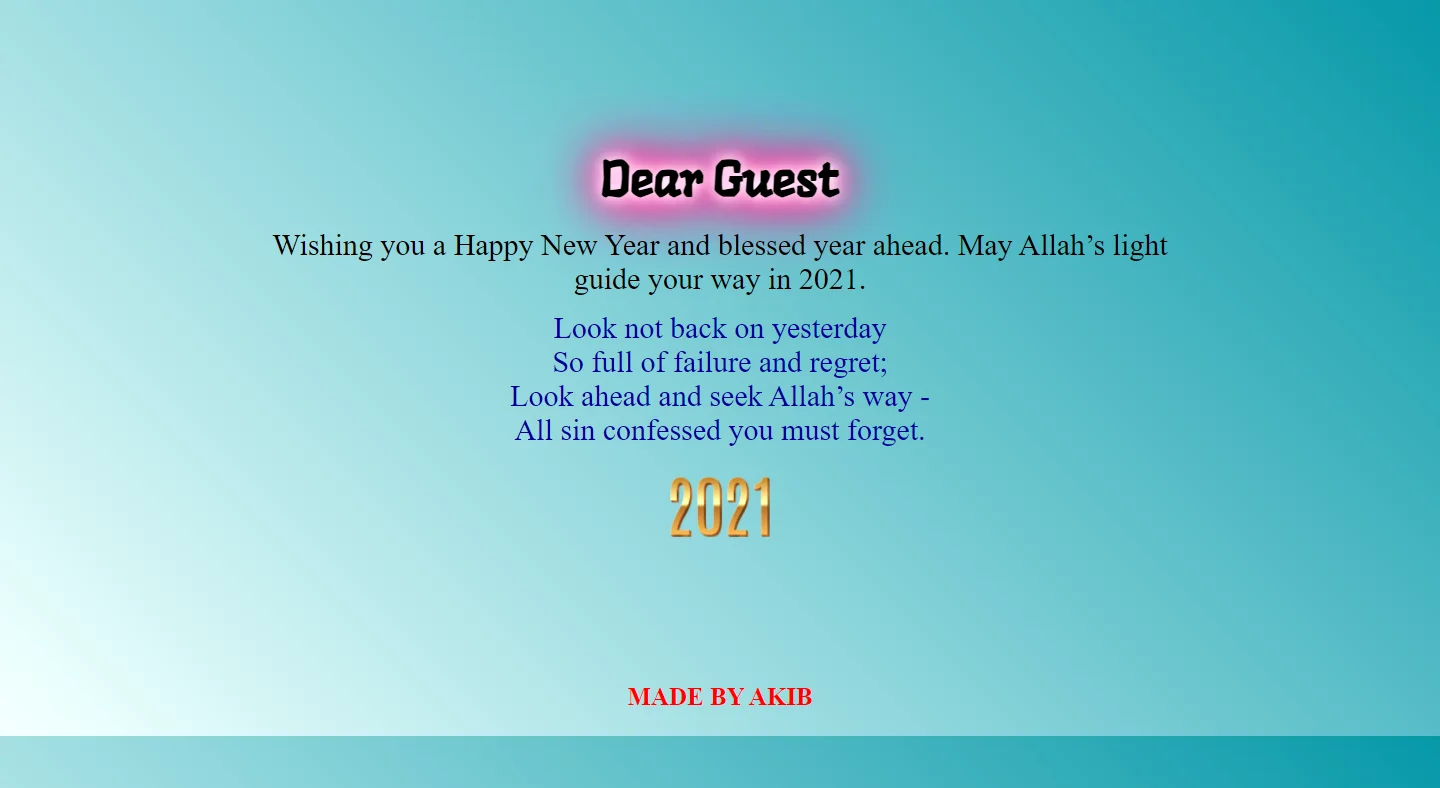 Dear Guest
Wishing you a Happy New Year and blessed year ahead. May Allah’s light
guide your way in 2021.
Look not back on yesterday
So full of failure and regret;
Look ahead and seek Allah’s way -
All sin confessed you must forget.
2021
MADE BY AKIB